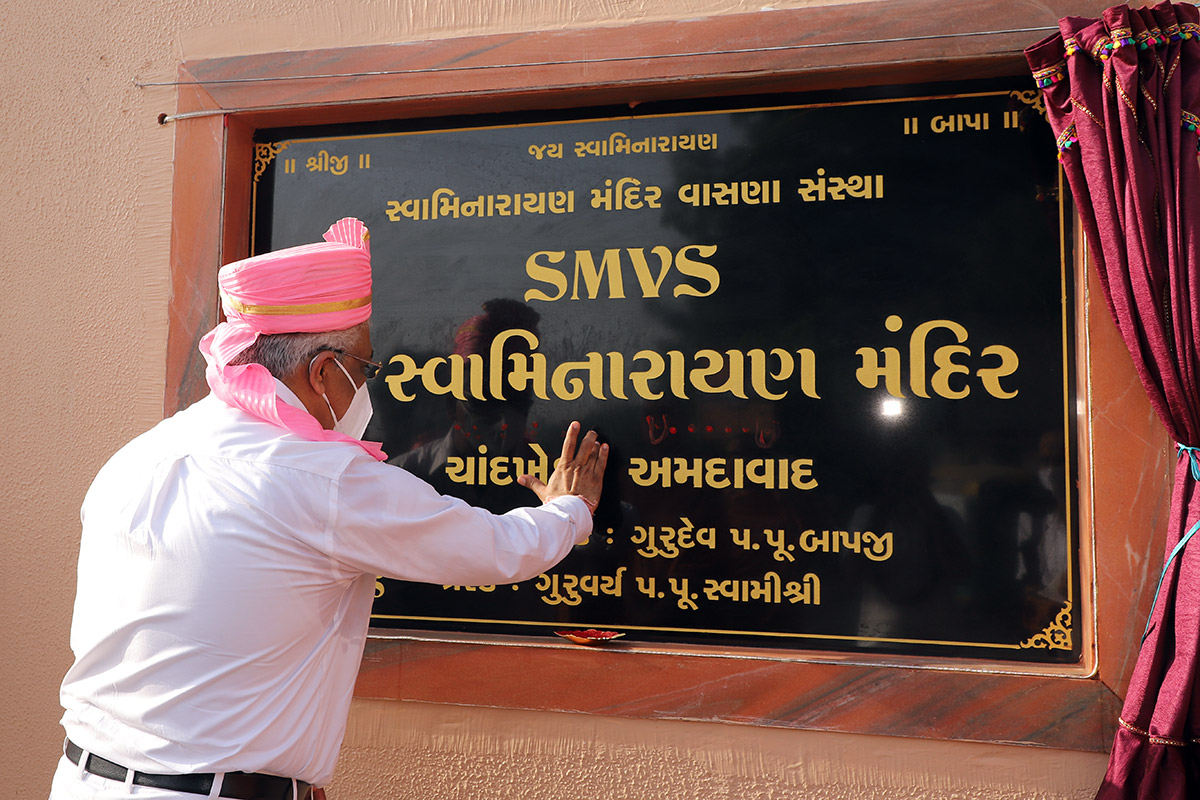 ॥ શ્રીજી ॥ જય સ્વામિનારાયણ ॥ બાપા ॥
સ્વામિનારાયણ મંદિર વાસણા સંસ્થા
SMVS
સ્વામિનારાયણ મંદિર
અમદાવાદ
: ગુરુદેવ પ.પૂ.બાપજી
: ગુરુવર્ય પ.પૂ.સ્વામીશ્રી